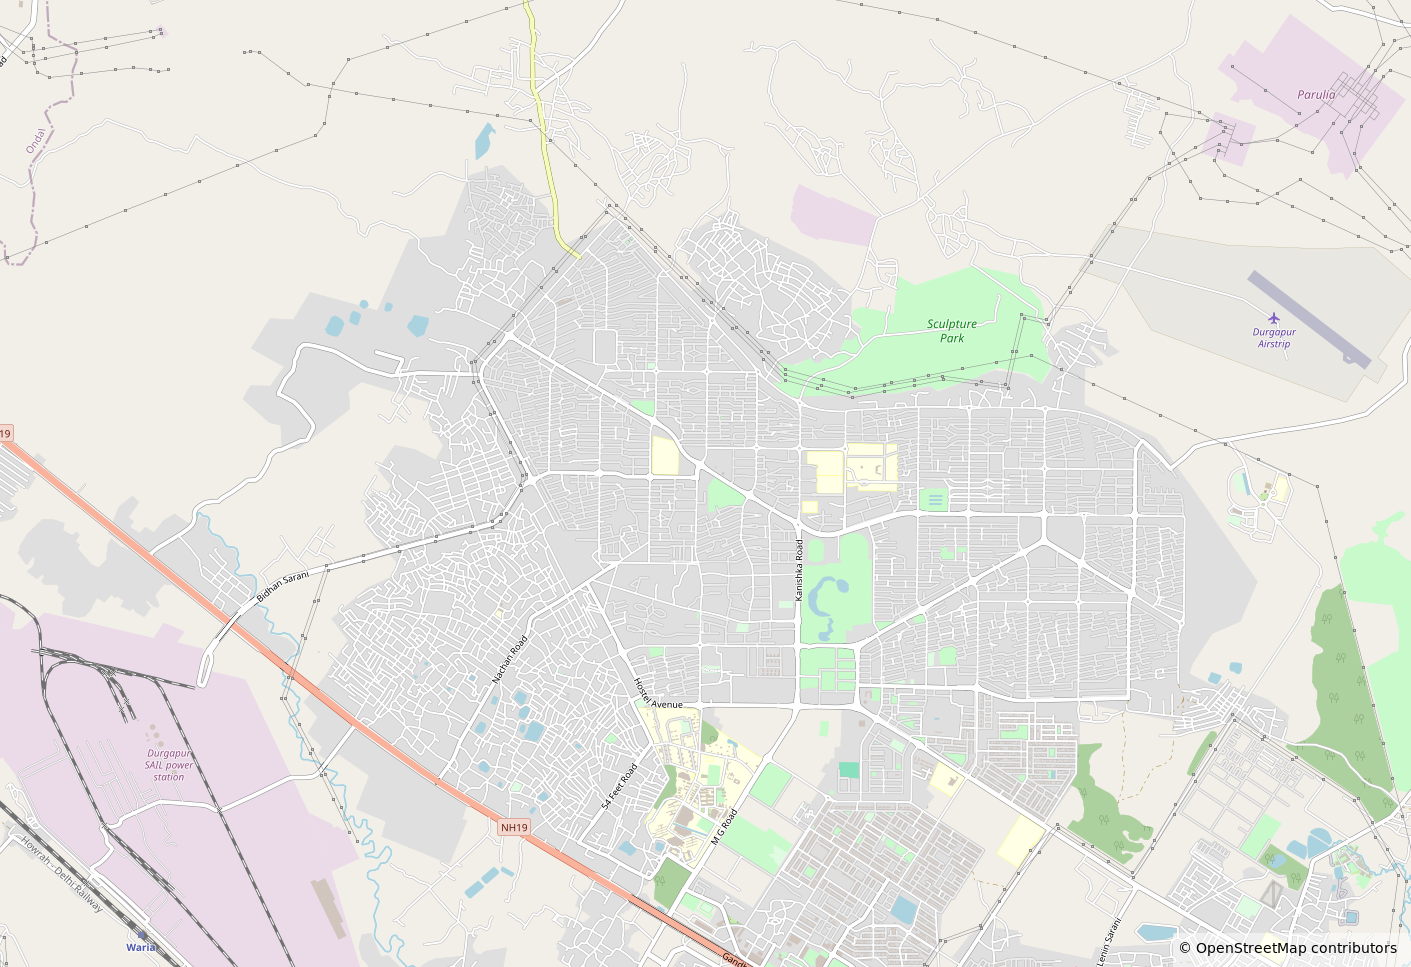 Parulia
Ondal
Sculpture
Park
Durgapur
Airstrip
19
Bidhan Sarani
Kanishka Road
Nachan Road
Hostel Avenue
54 Feet Road
M G Road
Durgapur
SAIL power
station
NH19
Howrah - Delhi Railway
Waria
Lenin Sarani
© OpenStreetMap contributors